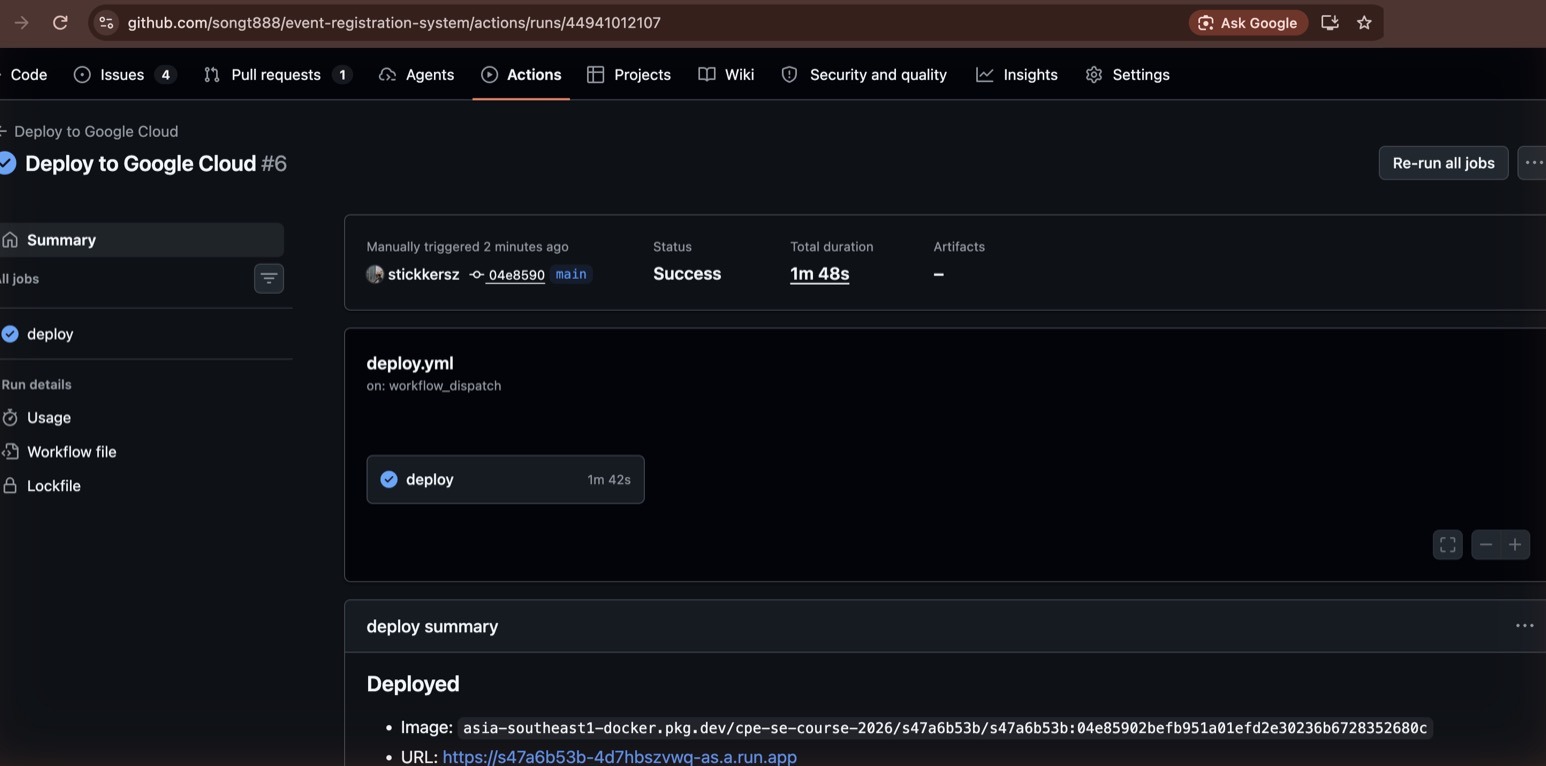 github.com/songt888/event-registration-system/actions/runs/44941012107 Ask Google
Code Issues 4 Pull requests 1 Agents Actions Projects Wiki Security and quality Insights Settings
Deploy to Google Cloud
Deploy to Google Cloud #6
Re-run all jobs
Summary
ll jobs
deploy
Run details
Usage
Workflow file
Lockfile
Manually triggered 2 minutes ago Status Total duration Artifacts
stickkersz 04e8590 main Success 1m 48s –
deploy.yml
on: workflow_dispatch
deploy 1m 42s
deploy summary
Deployed
• Image: asia-southeast1-docker.pkg.dev/cpe-se-course-2026/s47a6b53b/s47a6b53b:04e85902befb951a01efd2e30236b6728352680c
• URL: https://s47a6b53b-4d7hbszvwq-as.a.run.app